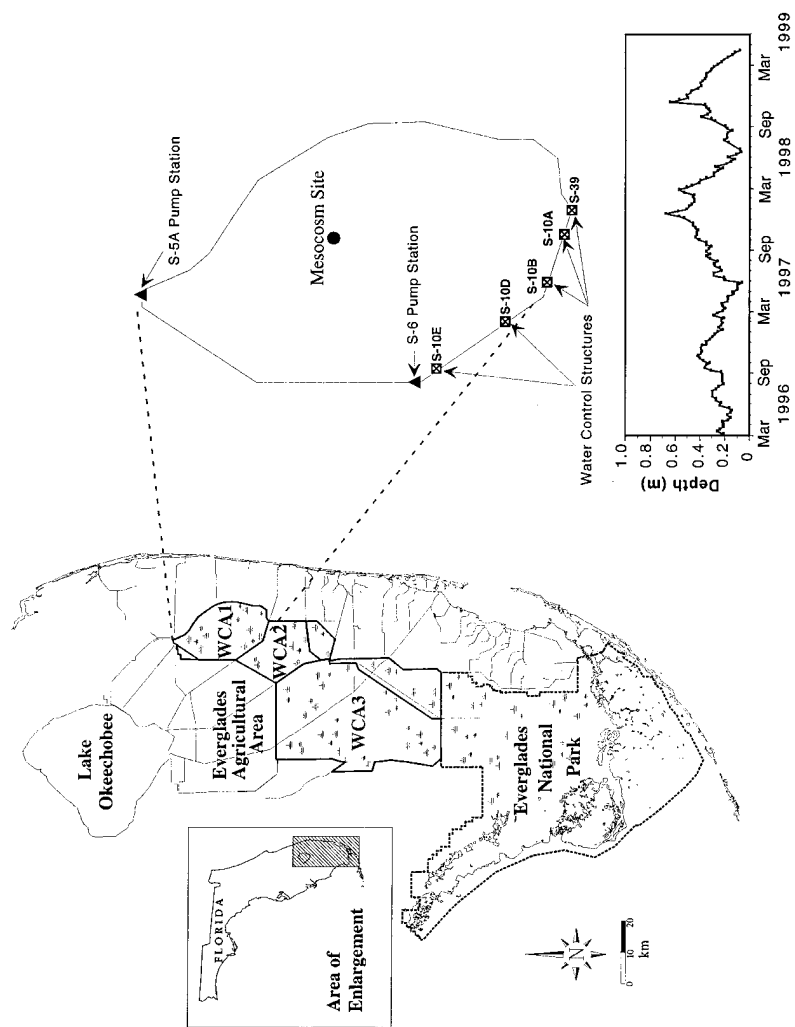 FLORIDA
Area of
Enlargement
Lake
Okeechobee
Everglades
Agricultural
Area
WCA1
WCA2
WCA3
Everglades
National
Park
N
0 10 20
km
S-5A Pump Station
Mesocosm Site
S-6 Pump Station
S-10E
S-10D
S-10B
S-10A
S-39
Water Control Structures
Depth (m)
1.0
0.8
0.6
0.4
0.2
0
Mar Sep Mar Sep Mar Sep Mar
1996 1997 1998 1999